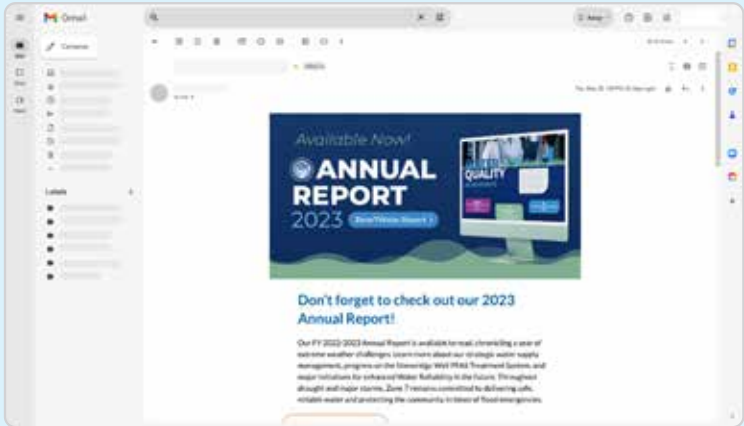 Gmail
Compose
Labels
Available Now!
ANNUAL
REPORT
2023
QUALITY
Don't forget to check out our 2023
Annual Report!
Our FY 2022-2023 Annual Report is available to read, chronicling a year of
extreme weather challenges. Learn more about our strategic water supply
management, progress on the Stoneridge Well PFAS Treatment System, and
major initiatives for enhanced Water Reliability in the future. Throughout
drought and major storms, Zone 7 remains committed to delivering safe,
reliable water and protecting the community in times of flood emergencies.